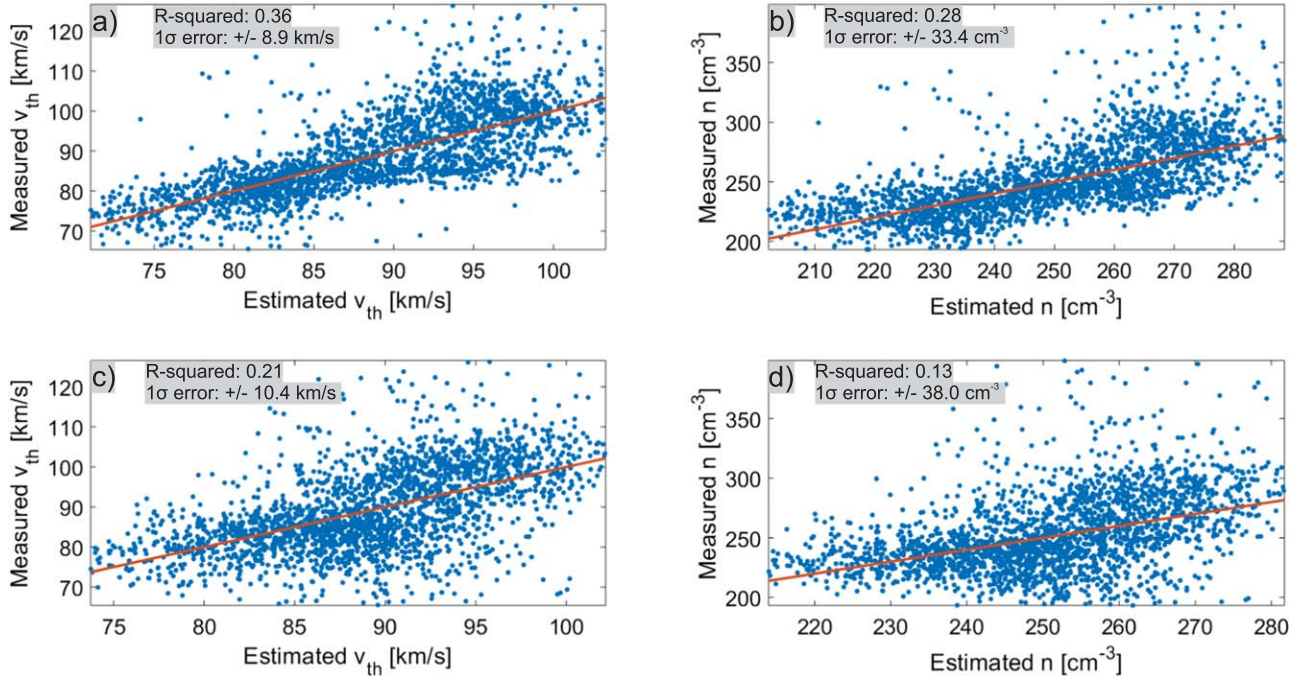 a)
R-squared: 0.36
1σ error: +/- 8.9 km/s
Measured v_th [km/s]
120
110
100
90
80
70
75 80 85 90 95 100
Estimated v_th [km/s]
b)
R-squared: 0.28
1σ error: +/- 33.4 cm⁻³
Measured n [cm⁻³]
350
300
250
200
210 220 230 240 250 260 270 280
Estimated n [cm⁻³]
c)
R-squared: 0.21
1σ error: +/- 10.4 km/s
Measured v_th [km/s]
120
110
100
90
80
70
75 80 85 90 95 100
Estimated v_th [km/s]
d)
R-squared: 0.13
1σ error: +/- 38.0 cm⁻³
Measured n [cm⁻³]
350
300
250
200
220 230 240 250 260 270 280
Estimated n [cm⁻³]